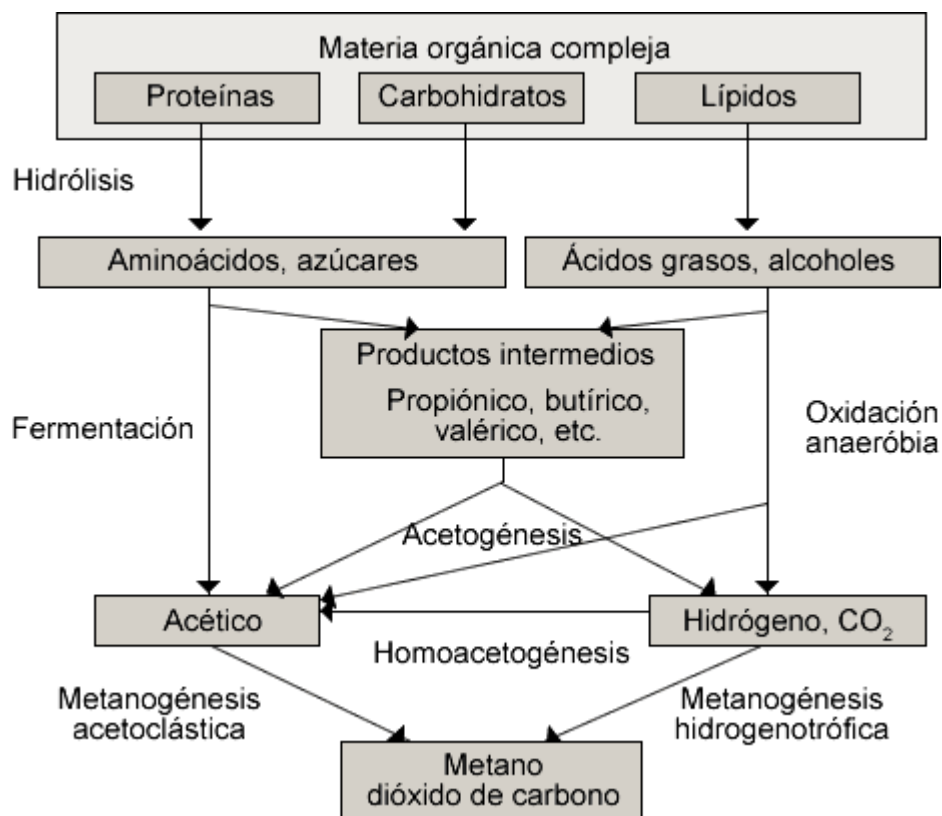 Materia orgánica compleja
Proteínas
Carbohidratos
Lípidos
Hidrólisis
Aminoácidos, azúcares
Ácidos grasos, alcoholes
Productos intermedios
Propiónico, butírico,
valérico, etc.
Fermentación
Oxidación
anaeróbia
Acetogénesis
Acético
Hidrógeno, CO₂
Homoacetogénesis
Metanogénesis
acetoclástica
Metanogénesis
hidrogenotrófica
Metano
dióxido de carbono